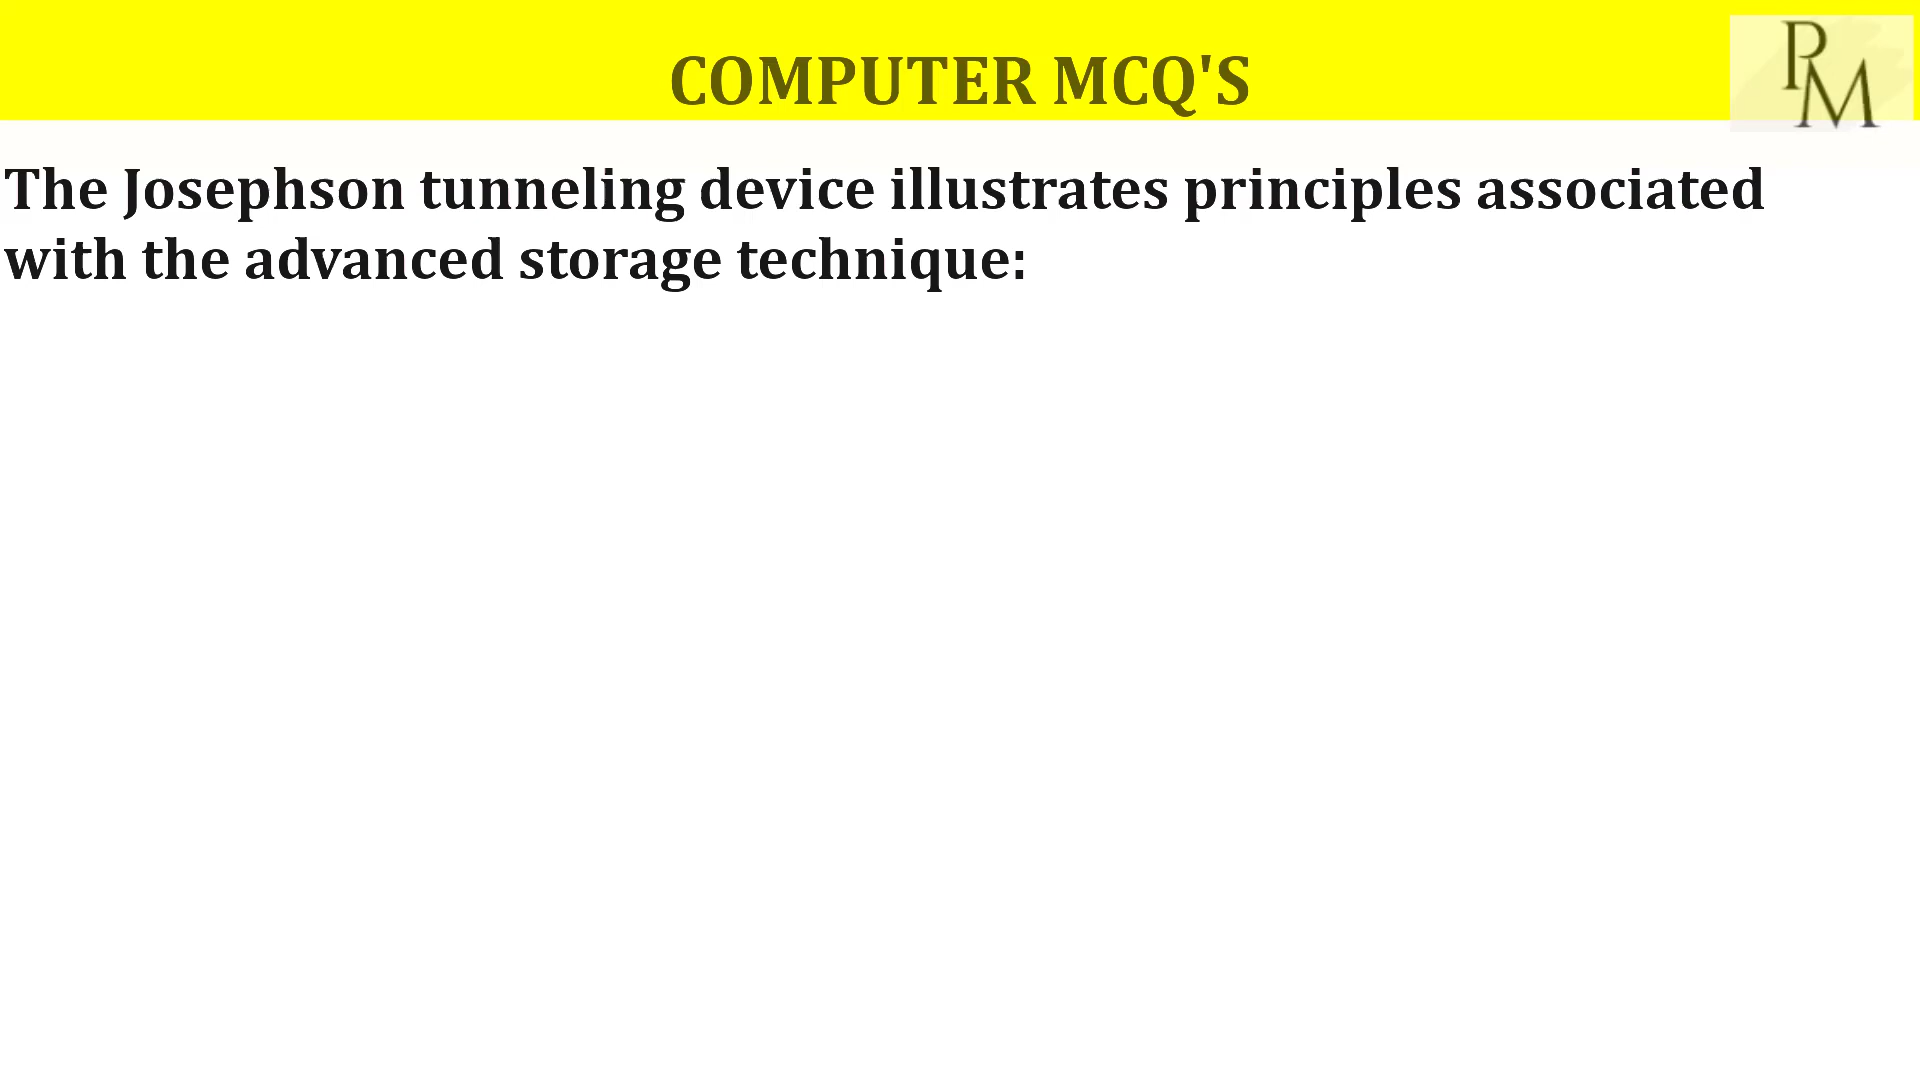 COMPUTER MCQ'S
PM
The Josephson tunneling device illustrates principles associated
with the advanced storage technique: